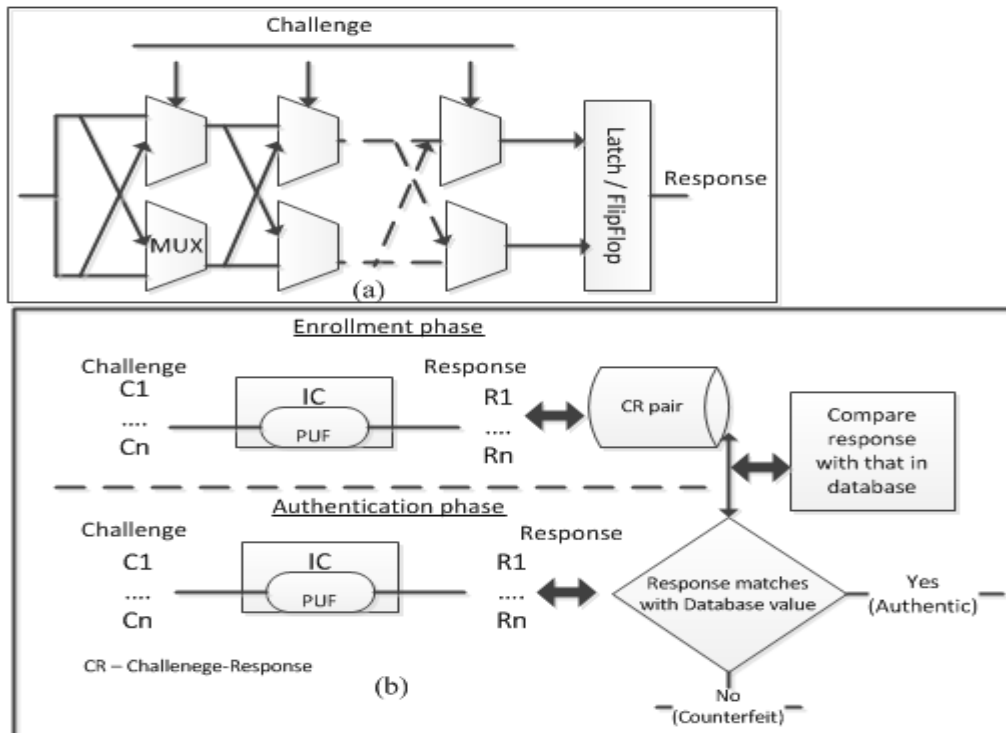 Challenge
MUX
Latch / FlipFlop
Response
(a)
Enrollment phase
Challenge
C1
....
Cn
IC
PUF
Response
R1
....
Rn
CR pair
Compare
response
with that in
database
Authentication phase
Challenge
C1
....
Cn
IC
PUF
Response
R1
....
Rn
Response matches
with Database value
Yes
(Authentic)
No
(Counterfeit)
CR – Challenege-Response
(b)